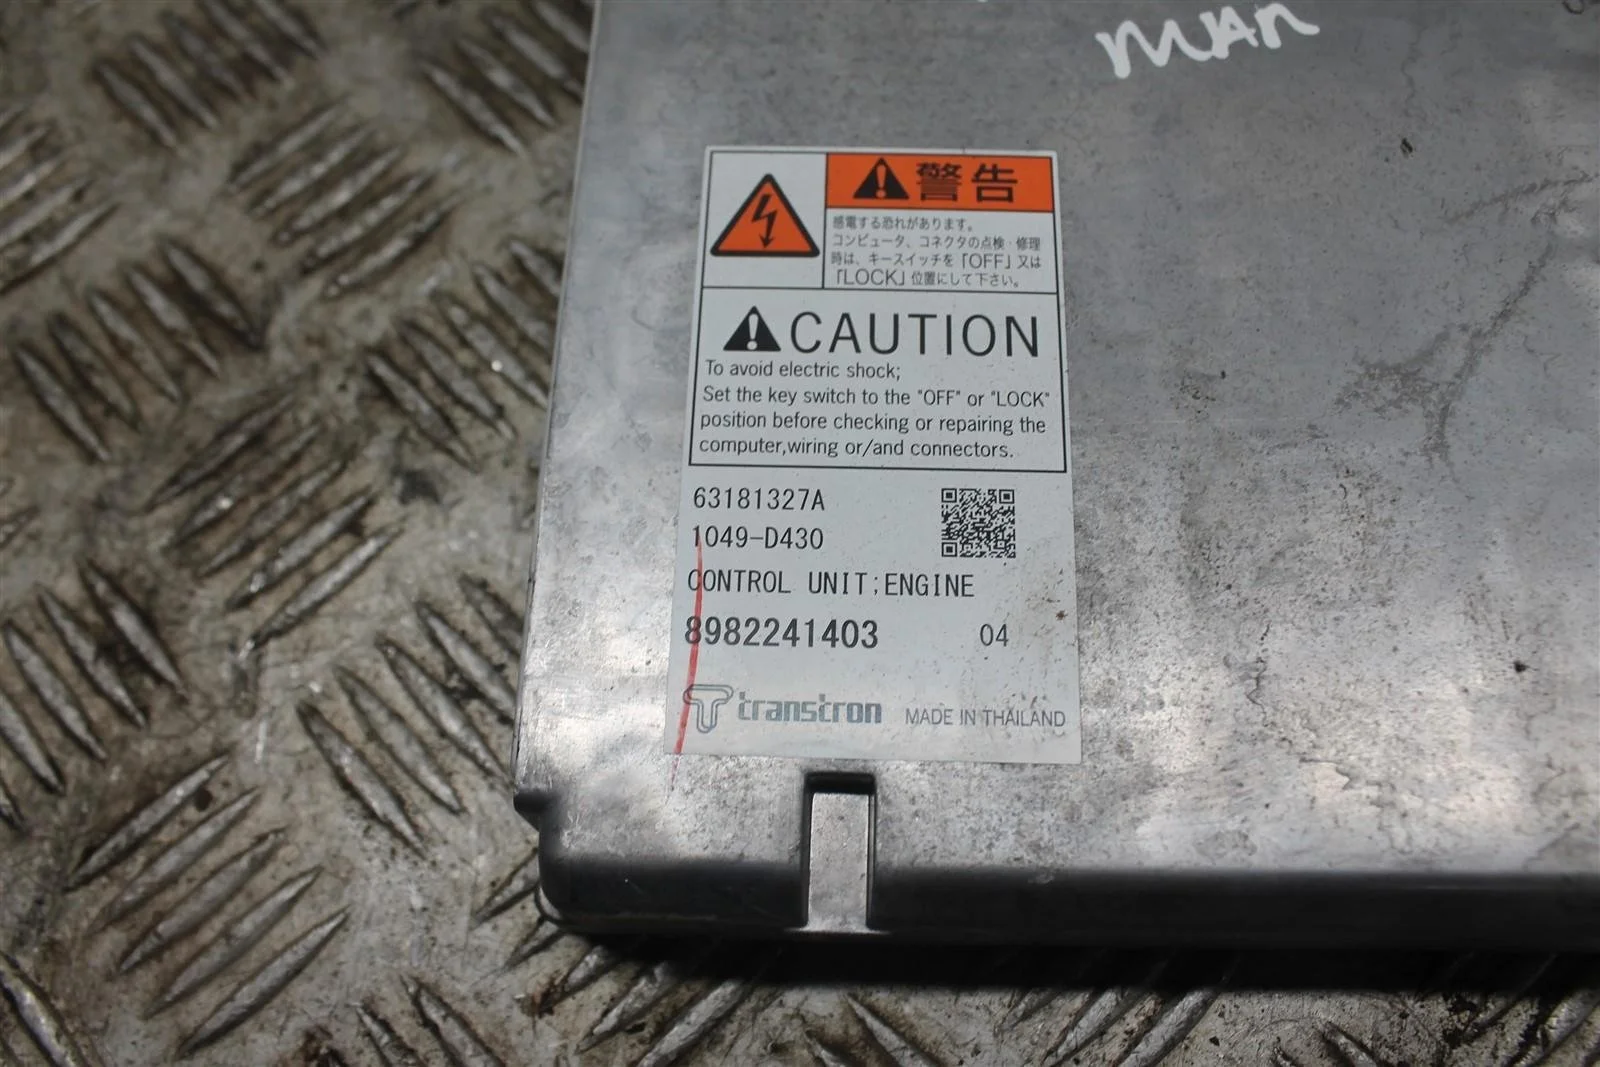 警告
感電する恐れがあります。
コンピュータ、コネクタの点検・修理
時は、キースイッチを「OFF」又は
「LOCK」位置にして下さい。
CAUTION
To avoid electric shock;
Set the key switch to the "OFF" or "LOCK"
position before checking or repairing the
computer,wiring or/and connectors.
63181327A
1049-D430
CONTROL UNIT;ENGINE
8982241403 04
transtron MADE IN THAILAND